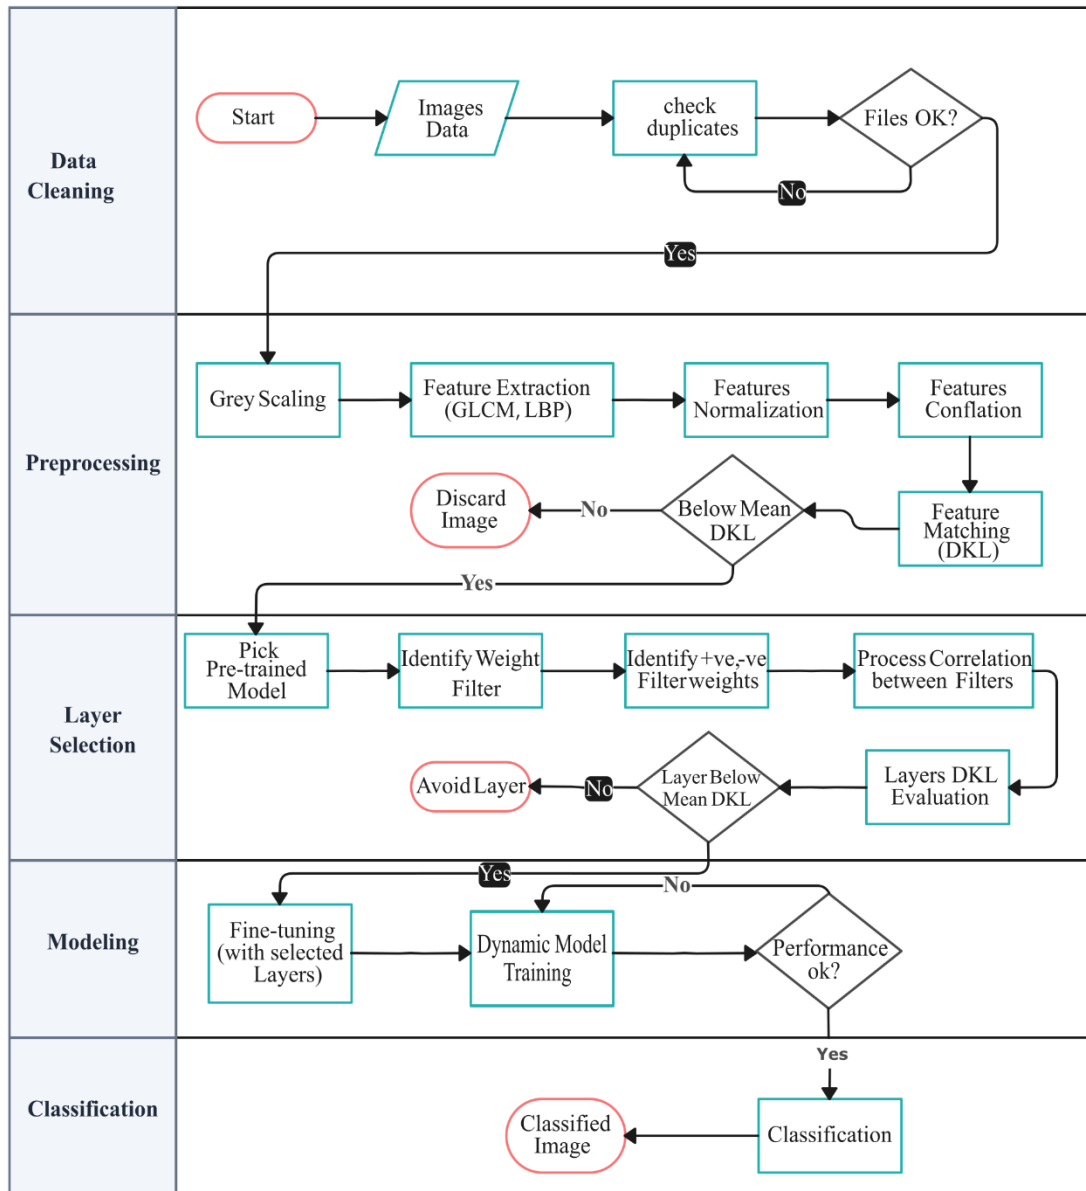 Data
Cleaning
Start
Images
Data
check
duplicates
Files OK?
No
Yes
Preprocessing
Grey Scaling
Feature Extraction
(GLCM, LBP)
Features
Normalization
Features
Conflation
Discard
Image
No
Below Mean
DKL
Feature
Matching
(DKL)
Yes
Layer
Selection
Pick
Pre-trained
Model
Identify Weight
Filter
Identify +ve,-ve
Filterweights
Process Correlation
between Filters
Avoid Layer
No
Layer Below
Mean DKL
Layers DKL
Evaluation
Yes
No
Modeling
Fine-tuning
(with selected
Layers)
Dynamic Model
Training
Performance
ok?
Yes
Classification
Classified
Image
Classification